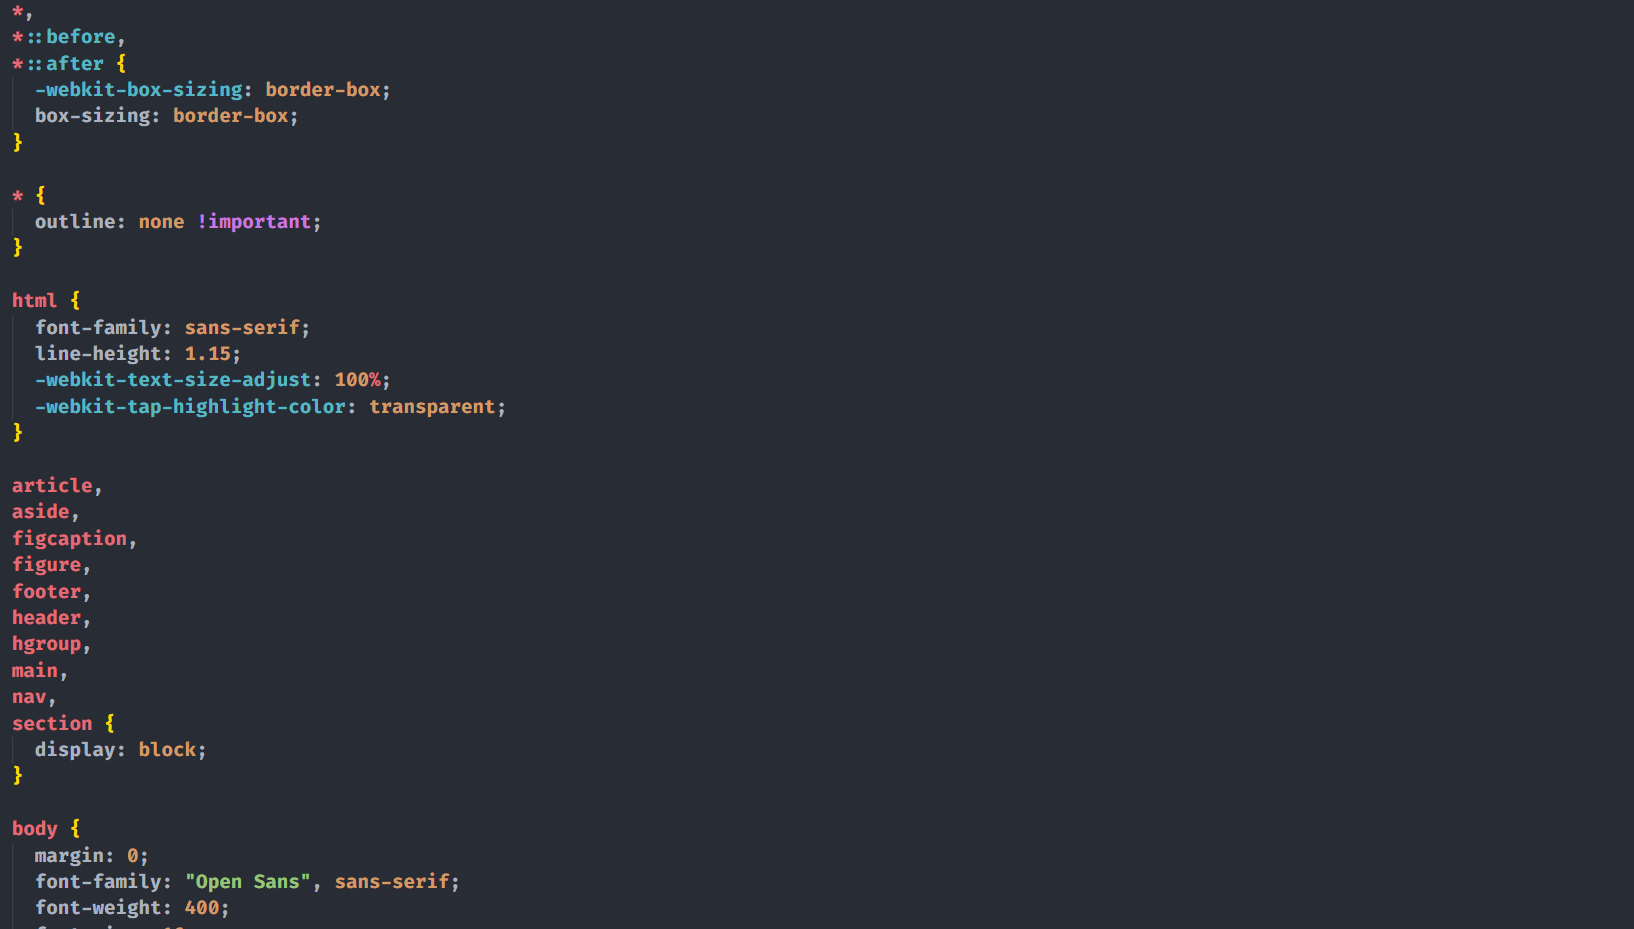 *,
*::before,
*::after {
  -webkit-box-sizing: border-box;
  box-sizing: border-box;
}

* {
  outline: none !important;
}

html {
  font-family: sans-serif;
  line-height: 1.15;
  -webkit-text-size-adjust: 100%;
  -webkit-tap-highlight-color: transparent;
}

article,
aside,
figcaption,
figure,
footer,
header,
hgroup,
main,
nav,
section {
  display: block;
}

body {
  margin: 0;
  font-family: "Open Sans", sans-serif;
  font-weight: 400;